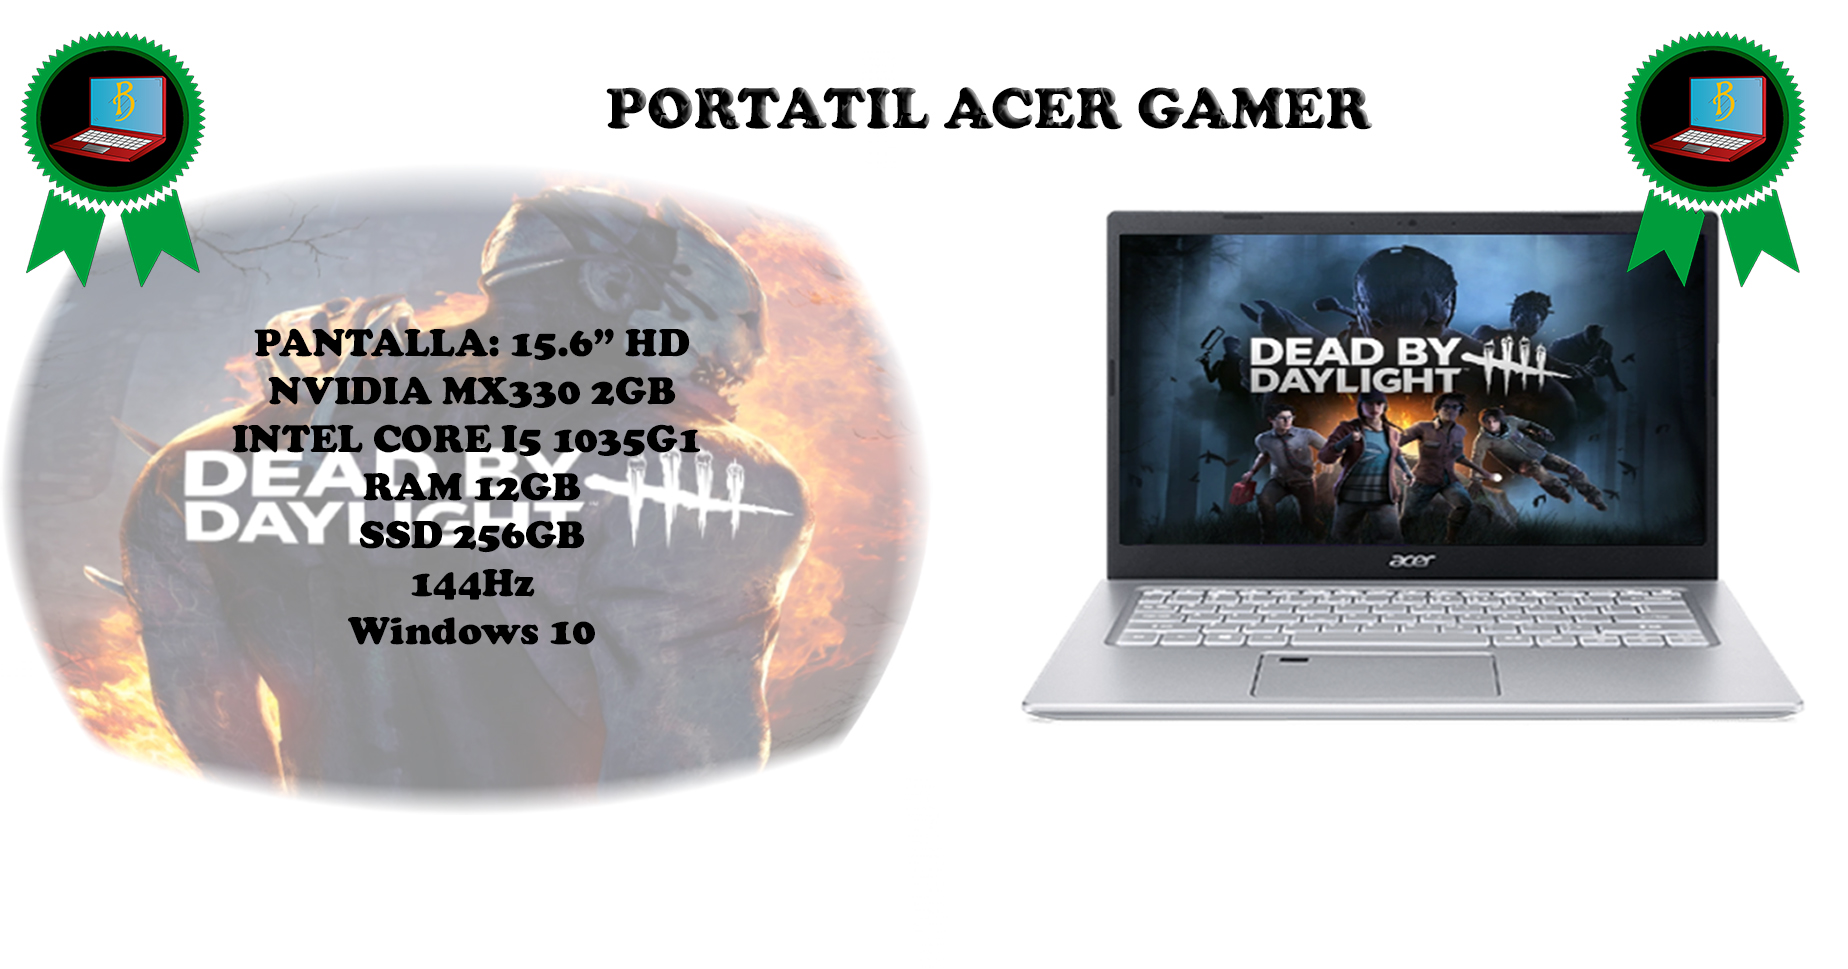 B
B
PORTATIL ACER GAMER
PANTALLA: 15.6” HD
NVIDIA MX330 2GB
INTEL CORE I5 1035G1
RAM 12GB
SSD 256GB
144Hz
Windows 10
DEAD BY
DAYLIGHT
DEAD BY
DAYLIGHT
acer